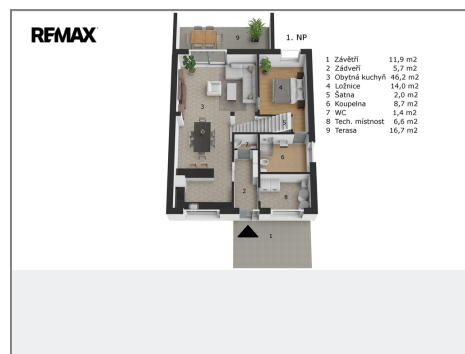 RE/MAX
1. NP
1 Závětří 11,9 m2
2 Zádveří 5,7 m2
3 Obytná kuchyň 46,2 m2
4 Ložnice 14,0 m2
5 Šatna 2,0 m2
6 Koupelna 8,7 m2
7 WC 1,4 m2
8 Tech. místnost 6,6 m2
9 Terasa 16,7 m2
9
4
3
5
7
6
2
8
1